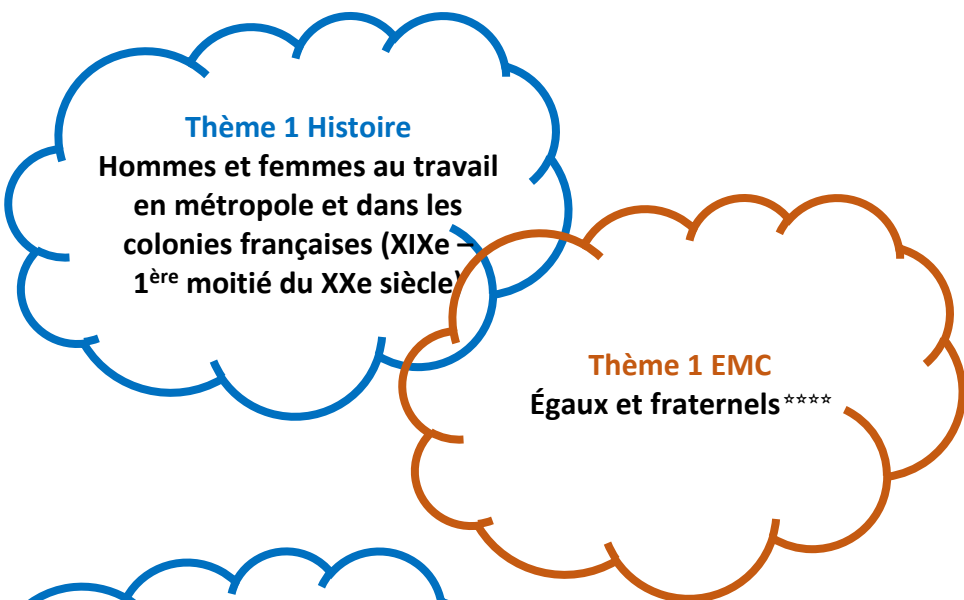 Thème 1 Histoire
Hommes et femmes au travail
en métropole et dans les
colonies françaises (XIXe –
1ère moitié du XXe siècle)
Thème 1 EMC
Égaux et fraternels****